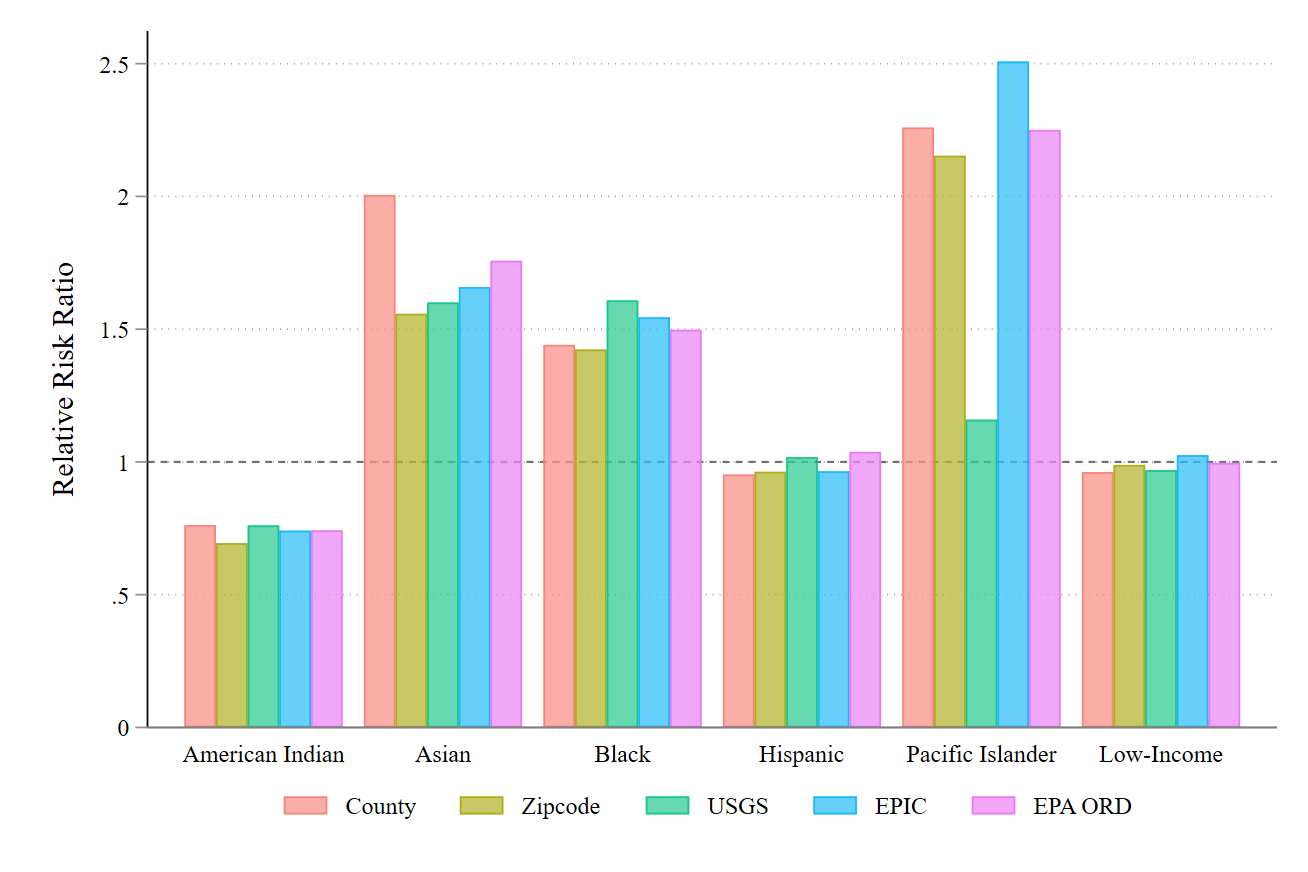 Relative Risk Ratio
2.5
2
1.5
1
.5
0
American Indian Asian Black Hispanic Pacific Islander Low-Income
County Zipcode USGS EPIC EPA ORD